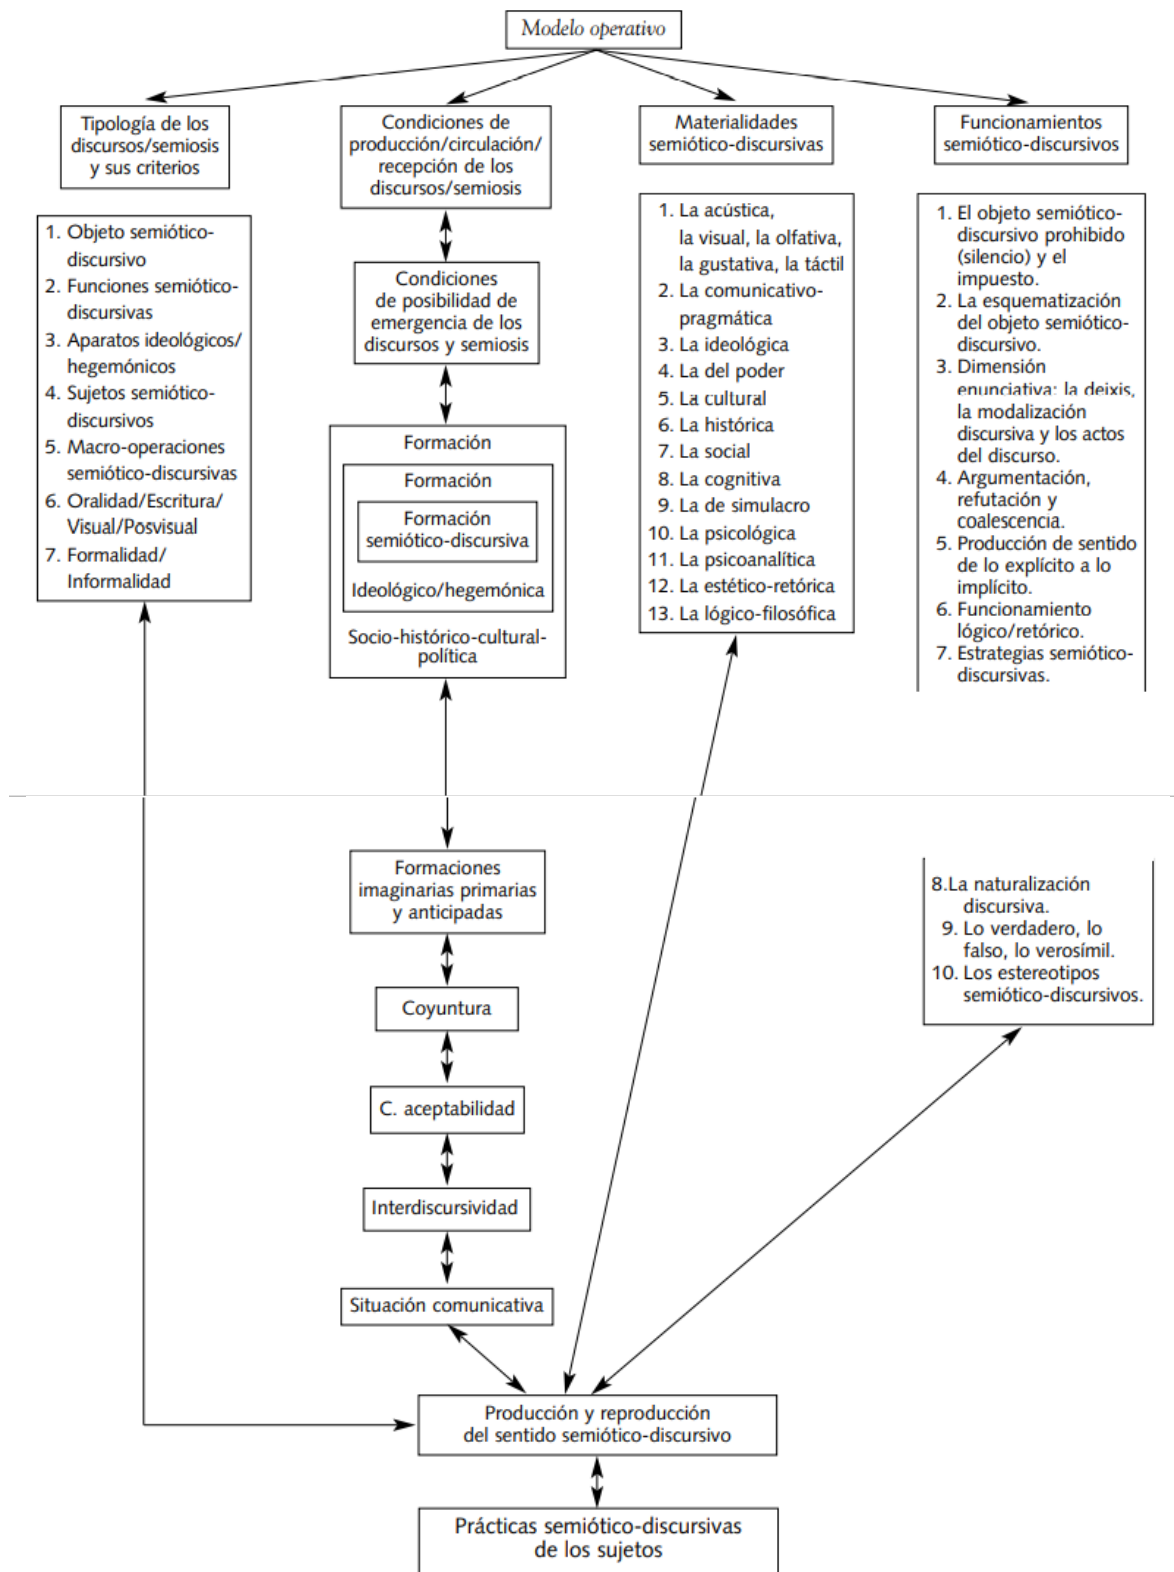 Modelo operativo
Tipología de los
discursos/semiosis
y sus criterios
1. Objeto semiótico-
discursivo
2. Funciones semiótico-
discursivas
3. Aparatos ideológicos/
hegemónicos
4. Sujetos semiótico-
discursivos
5. Macro-operaciones
semiótico-discursivas
6. Oralidad/Escritura/
Visual/Posvisual
7. Formalidad/
Informalidad
Condiciones de
producción/circulación/
recepción de los
discursos/semiosis
Condiciones
de posibilidad de
emergencia de los
discursos y semiosis
Formación
Formación
Formación
semiótico-discursiva
Ideológico/hegemónica
Socio-histórico-cultural-
política
Materialidades
semiótico-discursivas
1. La acústica,
la visual, la olfativa,
la gustativa, la táctil
2. La comunicativo-
pragmática
3. La ideológica
4. La del poder
5. La cultural
6. La histórica
7. La social
8. La cognitiva
9. La de simulacro
10. La psicológica
11. La psicoanalítica
12. La estético-retórica
13. La lógico-filosófica
Funcionamientos
semiótico-discursivos
1. El objeto semiótico-
discursivo prohibido
(silencio) y el
impuesto.
2. La esquematización
del objeto semiótico-
discursivo.
3. Dimensión
enunciativa: la deixis,
la modalización
discursiva y los actos
del discurso.
4. Argumentación,
refutación y
coalescencia.
5. Producción de sentido
de lo explícito a lo
implícito.
6. Funcionamiento
lógico/retórico.
7. Estrategias semiótico-
discursivas.
Formaciones
imaginarias primarias
y anticipadas
Coyuntura
C. aceptabilidad
Interdiscursividad
Situación comunicativa
8.La naturalización
discursiva.
9. Lo verdadero, lo
falso, lo verosímil.
10. Los estereotipos
semiótico-discursivos.
Producción y reproducción
del sentido semiótico-discursivo
Prácticas semiótico-discursivas
de los sujetos